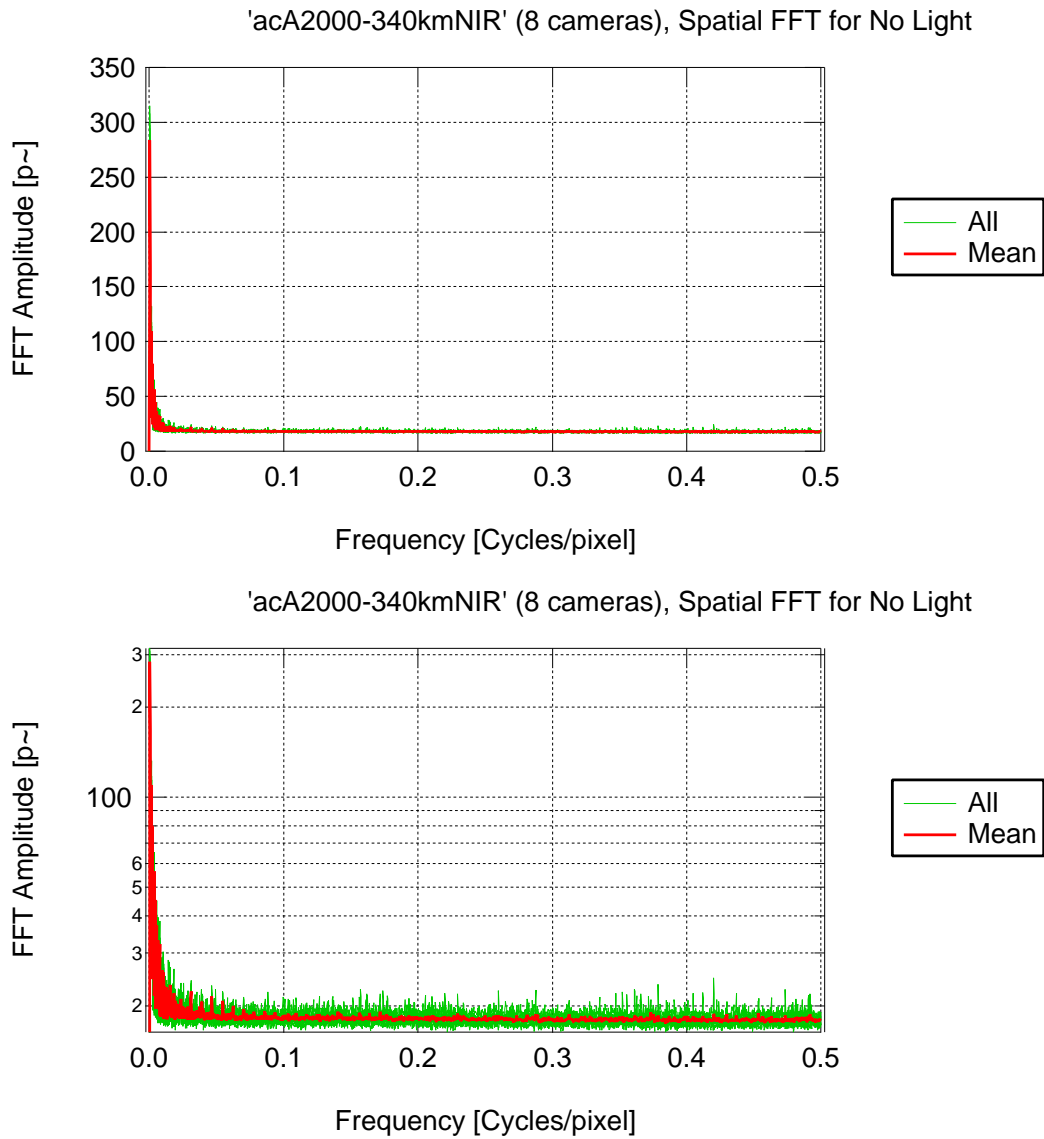 'acA2000-340kmNIR' (8 cameras), Spatial FFT for No Light
350
300
250
200
150
100
50
0
FFT Amplitude [p~]
0.0 0.1 0.2 0.3 0.4 0.5
Frequency [Cycles/pixel]
All
Mean
'acA2000-340kmNIR' (8 cameras), Spatial FFT for No Light
3
2
100
6
5
4
3
2
FFT Amplitude [p~]
0.0 0.1 0.2 0.3 0.4 0.5
Frequency [Cycles/pixel]
All
Mean